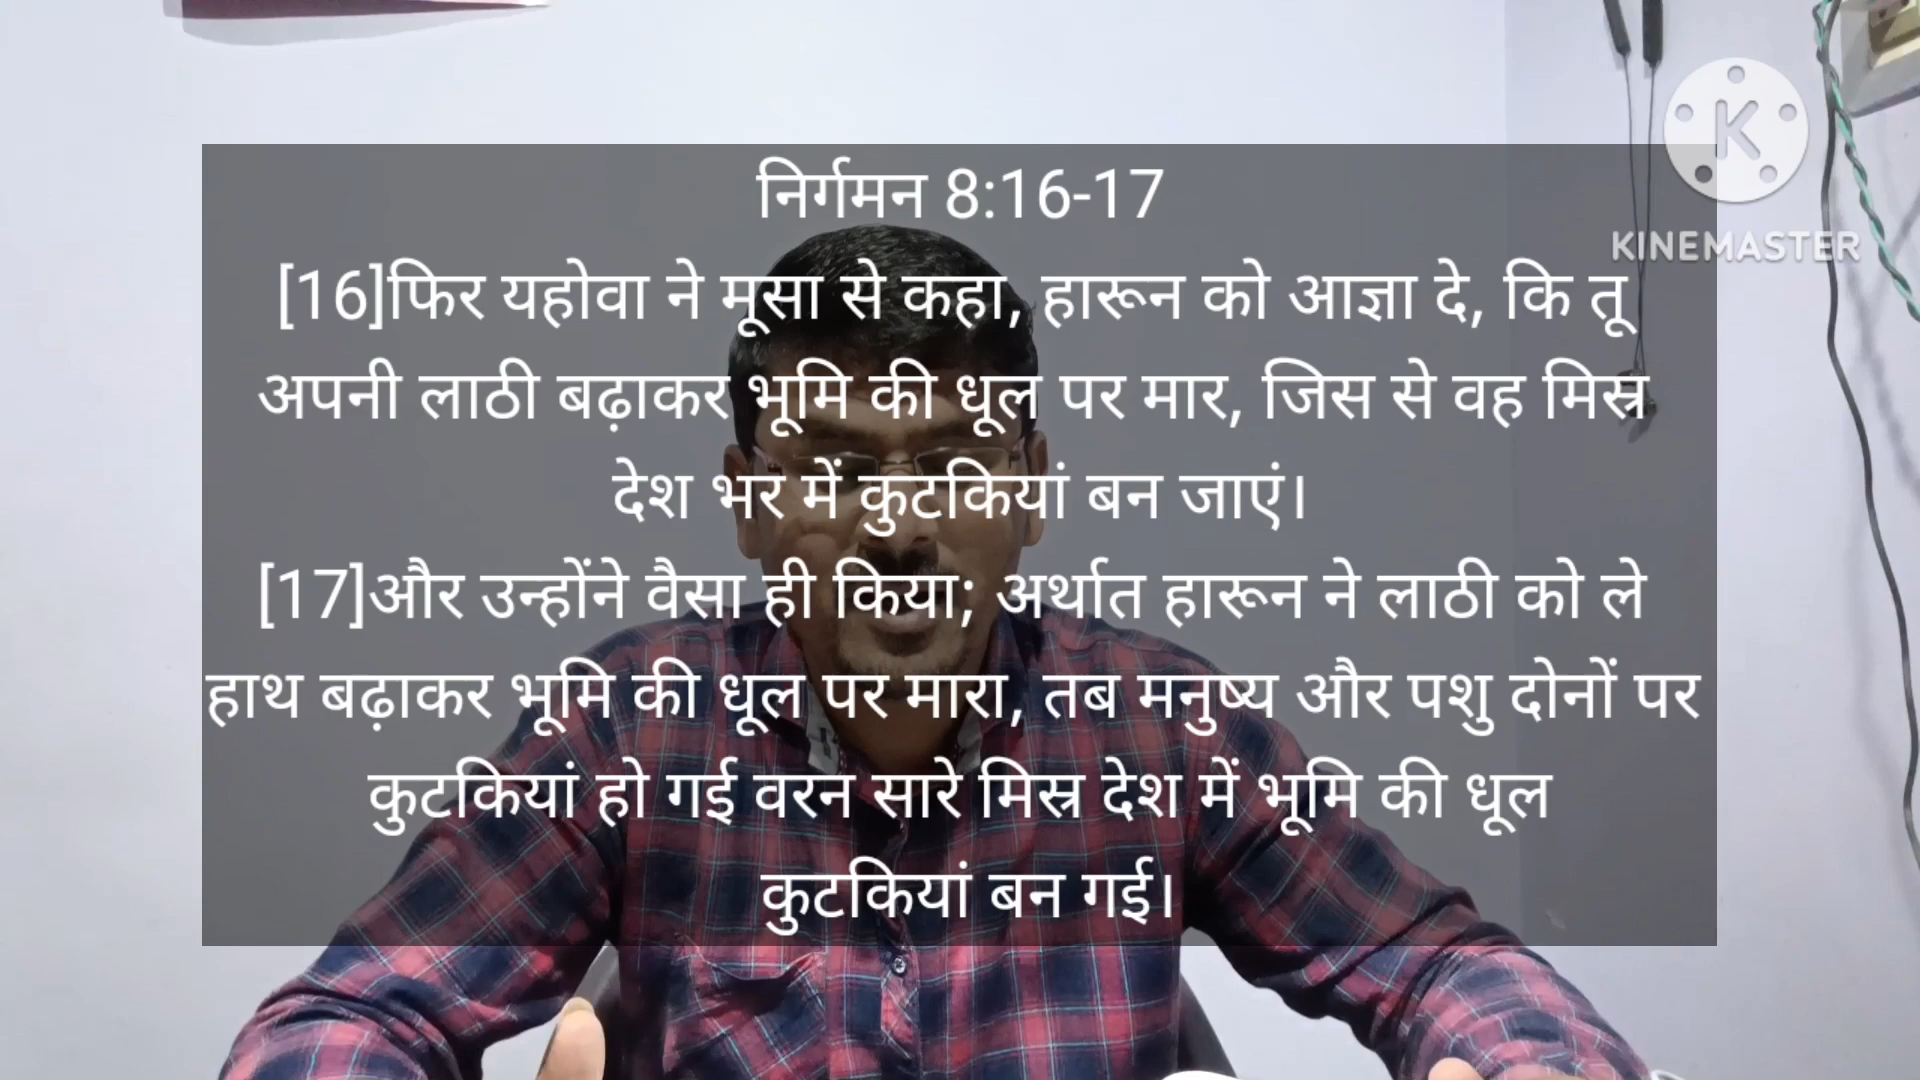 निर्गमन 8:16-17
[16]फिर यहोवा ने मूसा से कहा, हारून को आज्ञा दे, कि तू
अपनी लाठी बढ़ाकर भूमि की धूल पर मार, जिस से वह मिस्र
देश भर में कुटकियां बन जाएं।
[17]और उन्होंने वैसा ही किया; अर्थात हारून ने लाठी को ले
हाथ बढ़ाकर भूमि की धूल पर मारा, तब मनुष्य और पशु दोनों पर
कुटकियां हो गई वरन सारे मिस्र देश में भूमि की धूल
कुटकियां बन गई।
K
KINEMASTER